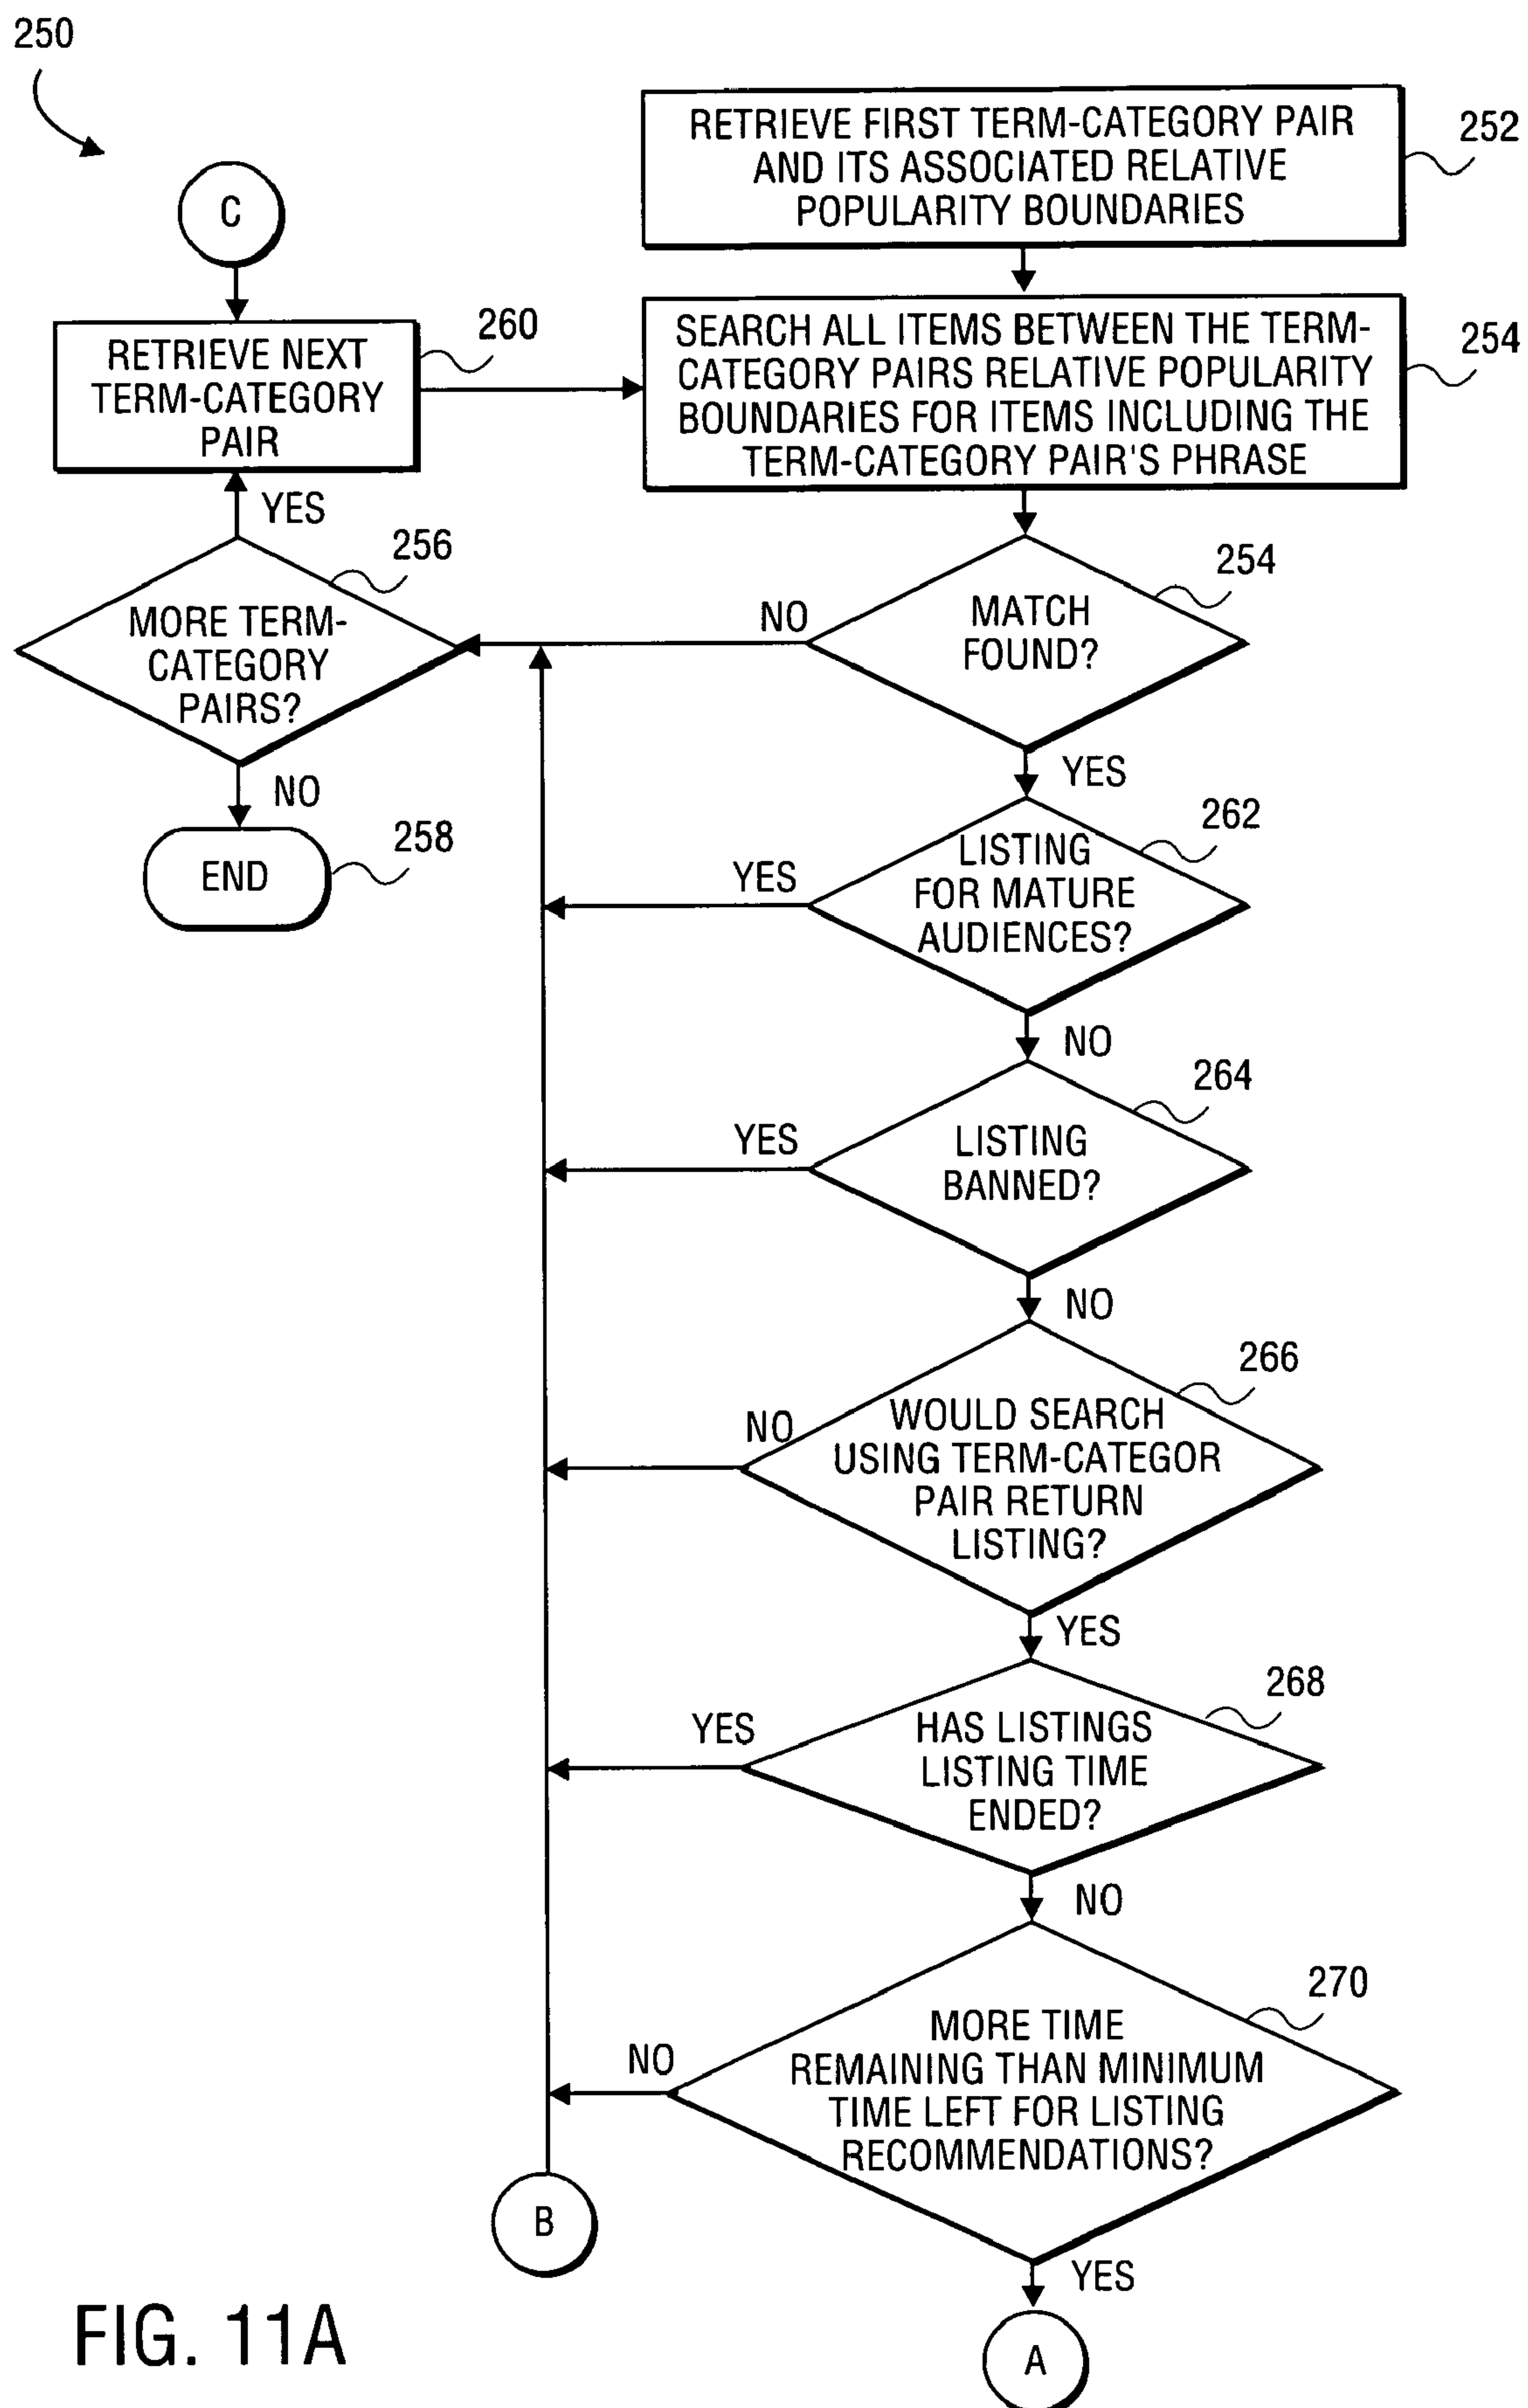 250
RETRIEVE FIRST TERM-CATEGORY PAIR
AND ITS ASSOCIATED RELATIVE
POPULARITY BOUNDARIES
252
C
RETRIEVE NEXT
TERM-CATEGORY
PAIR
260
SEARCH ALL ITEMS BETWEEN THE TERM-
CATEGORY PAIRS RELATIVE POPULARITY
BOUNDARIES FOR ITEMS INCLUDING THE
TERM-CATEGORY PAIR'S PHRASE
254
YES
256
MORE TERM-
CATEGORY
PAIRS?
NO
MATCH
FOUND?
254
NO
END
258
YES
LISTING
FOR MATURE
AUDIENCES?
262
YES
NO
LISTING
BANNED?
264
YES
NO
WOULD SEARCH
USING TERM-CATEGOR
PAIR RETURN
LISTING?
266
NO
YES
HAS LISTINGS
LISTING TIME
ENDED?
268
YES
NO
MORE TIME
REMAINING THAN MINIMUM
TIME LEFT FOR LISTING
RECOMMENDATIONS?
270
NO
B
YES
A
FIG. 11A